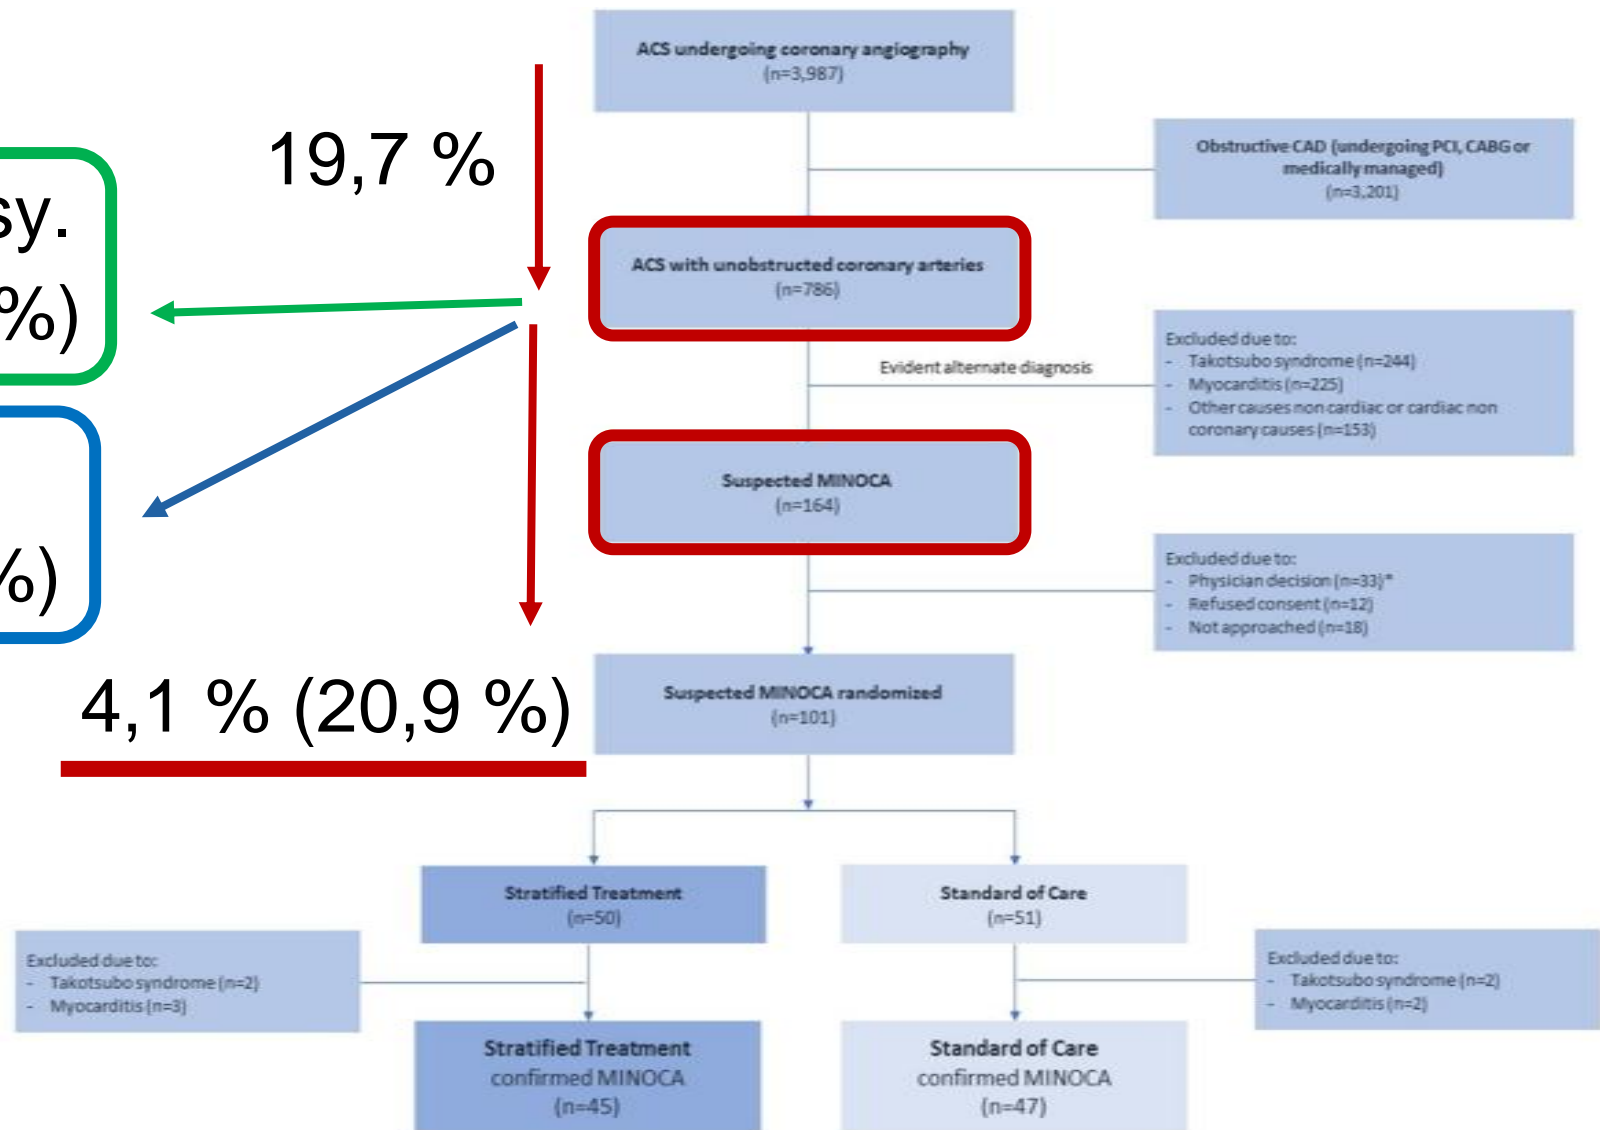 ACS undergoing coronary angiography
(n=3,987)
19,7 %
Obstructive CAD (undergoing PCI, CABG or
medically managed)
(n=3,201)
sy.
%)
ACS with unobstructed coronary arteries
(n=786)
Evident alternate diagnosis
Excluded due to:
- Takotsubo syndrome (n=244)
- Myocarditis (n=225)
- Other causes non cardiac or cardiac non
coronary causes (n=153)
%)
Suspected MINOCA
(n=164)
Excluded due to:
- Physician decision (n=33)*
- Refused consent (n=12)
- Not approached (n=18)
4,1 % (20,9 %)
Suspected MINOCA randomized
(n=101)
Stratified Treatment
(n=50)
Standard of Care
(n=51)
Excluded due to:
- Takotsubo syndrome (n=2)
- Myocarditis (n=3)
Excluded due to:
- Takotsubo syndrome (n=2)
- Myocarditis (n=2)
Stratified Treatment
confirmed MINOCA
(n=45)
Standard of Care
confirmed MINOCA
(n=47)